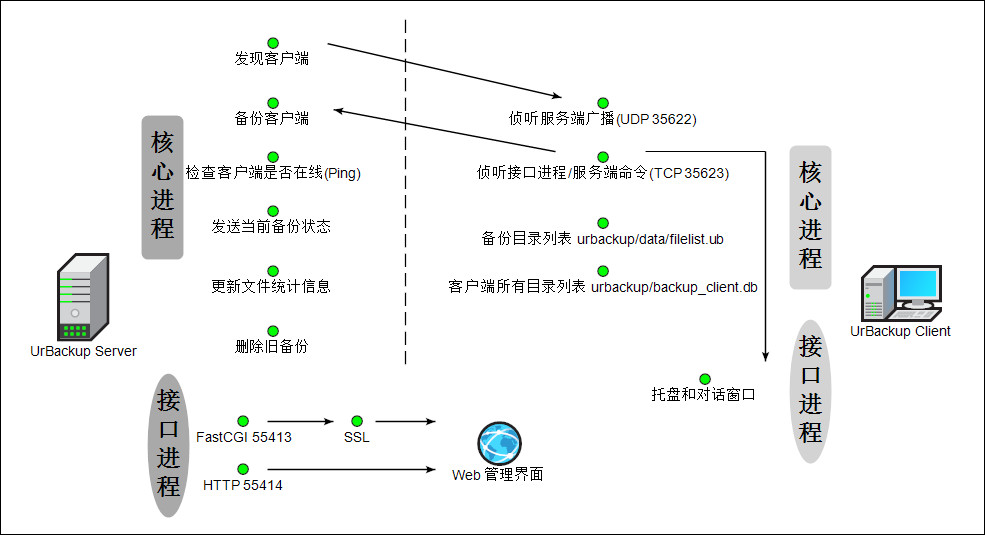 发现客户端
备份客户端
侦听服务端广播(UDP 35622)
核心进程
检查客户端是否在线(Ping)
侦听接口进程/服务端命令(TCP 35623)
核心进程
发送当前备份状态
备份目录列表 urbackup/data/filelist.ub
更新文件统计信息
客户端所有目录列表 urbackup/backup_client.db
UrBackup Server
删除旧备份
UrBackup Client
接口进程
托盘和对话窗口
接口进程
FastCGI 55413
SSL
HTTP 55414
Web 管理界面